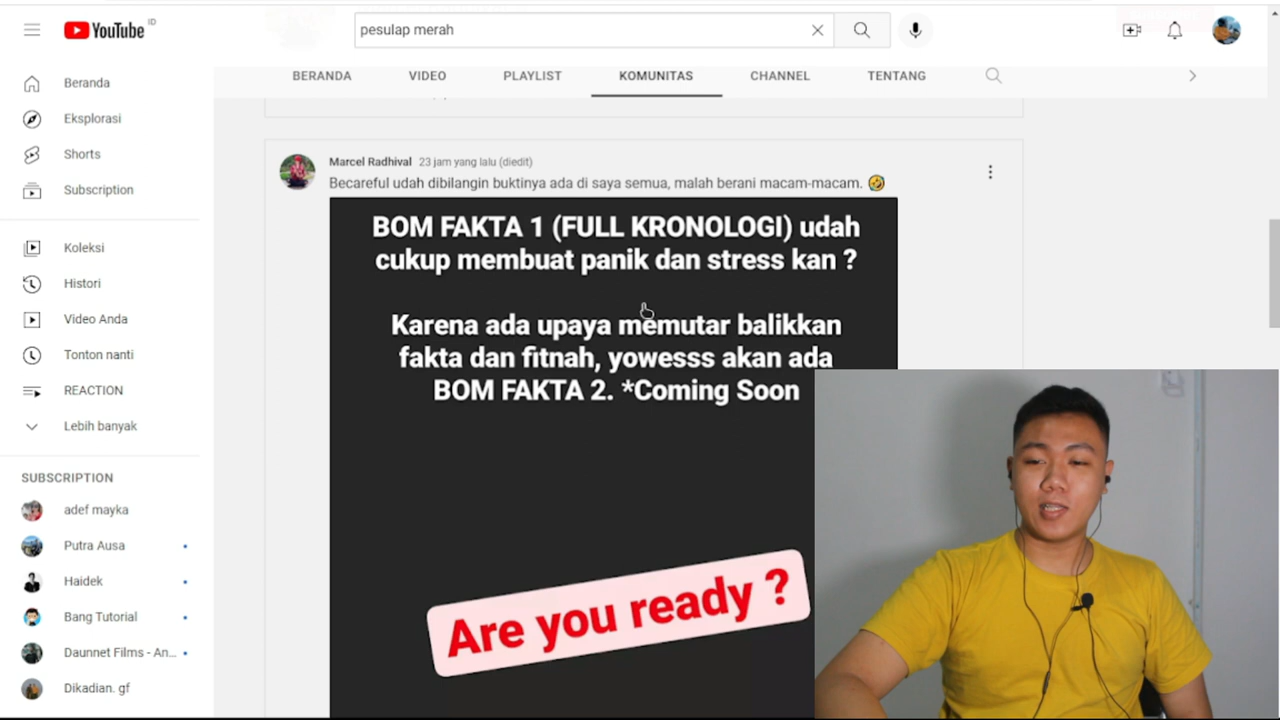 YouTube ID
pesulap merah
Beranda
Eksplorasi
Shorts
Subscription
Koleksi
Histori
Video Anda
Tonton nanti
REACTION
Lebih banyak
SUBSCRIPTION
adef mayka
Putra Ausa
Haidek
Bang Tutorial
Daunnet Films - An...
Dikadian. gf
BERANDA VIDEO PLAYLIST KOMUNITAS CHANNEL TENTANG
Marcel Radhival 23 jam yang lalu (diedit)
Becareful udah dibilangin buktinya ada di saya semua, malah berani macam-macam. 🤣
BOM FAKTA 1 (FULL KRONOLOGI) udah
cukup membuat panik dan stress kan ?
Karena ada upaya memutar balikkan
fakta dan fitnah, yowesss akan ada
BOM FAKTA 2. *Coming Soon
Are you ready ?